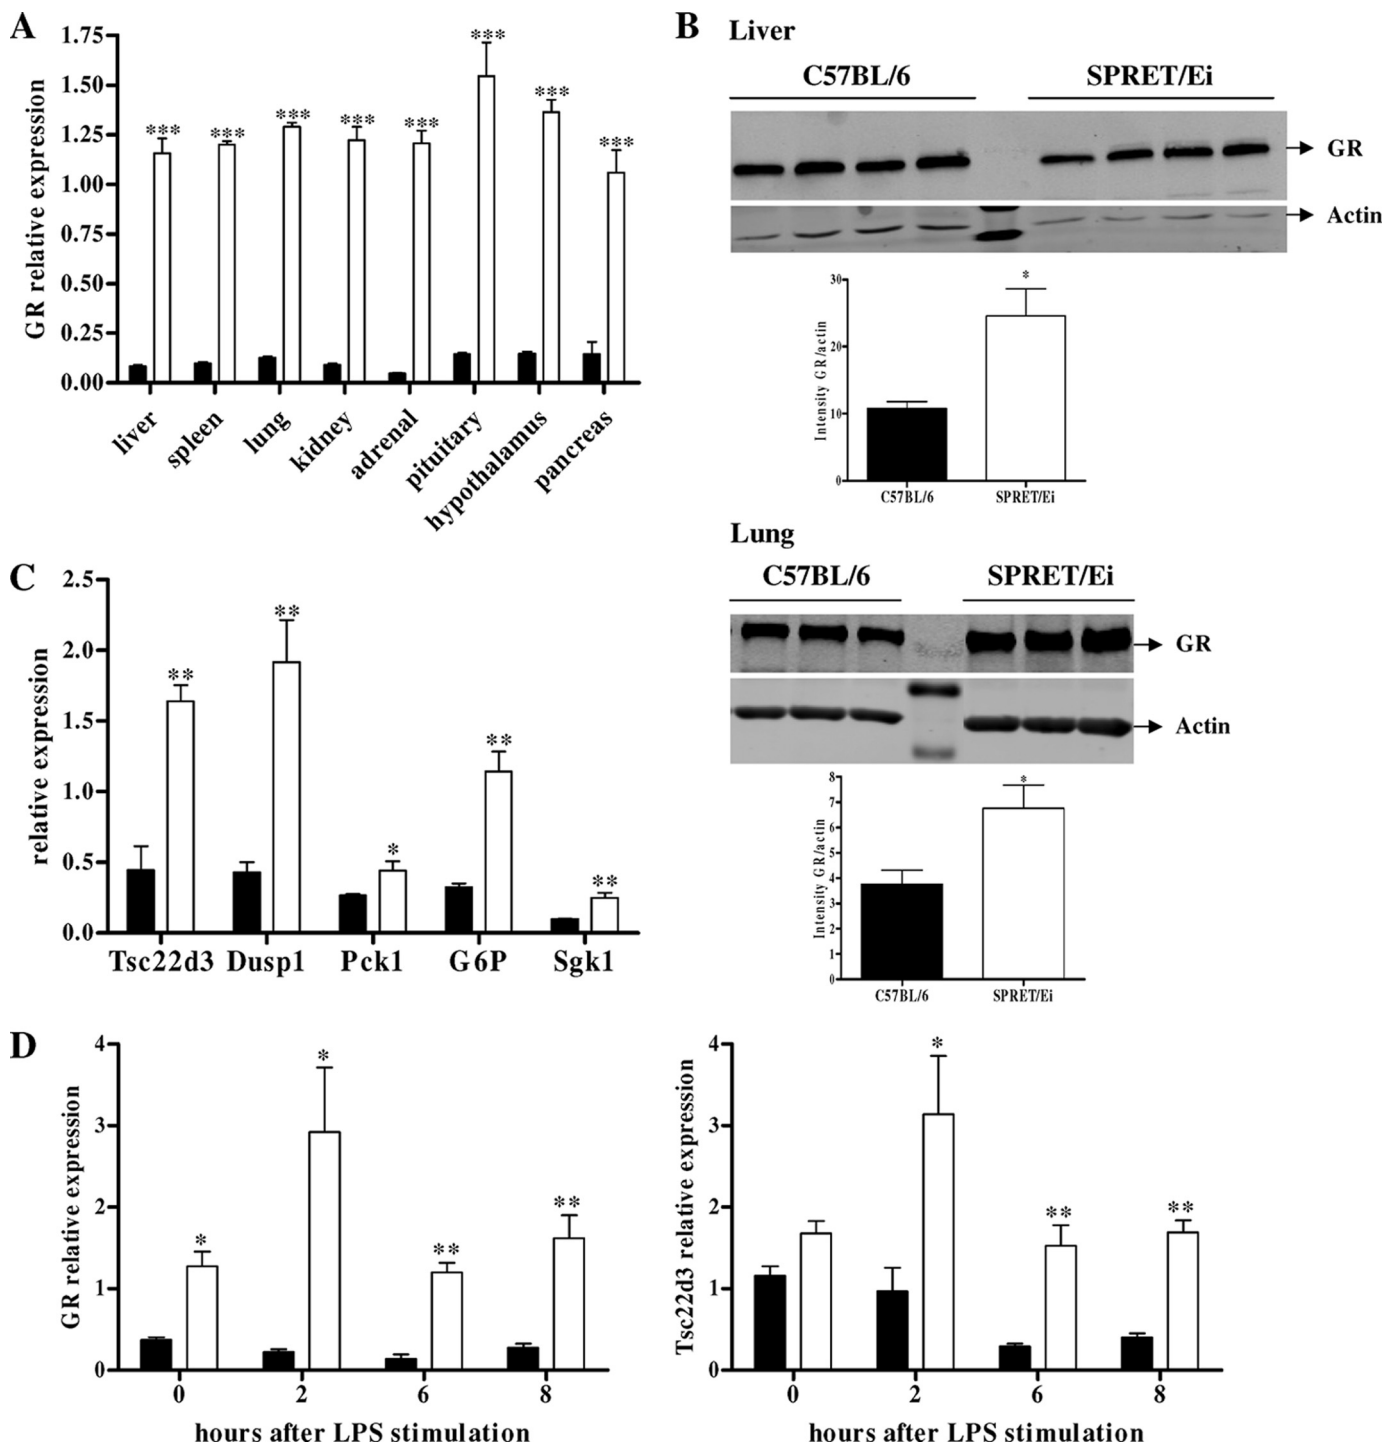 A
GR relative expression
1.75
1.50
1.25
1.00
0.75
0.50
0.25
0.00
***
***
***
***
***
***
***
***
liver
spleen
lung
kidney
adrenal
pituitary
hypothalamus
pancreas
B
Liver
C57BL/6
SPRET/Ei
GR
Actin
Intensity GR/actin
30
20
10
0
*
C57BL/6
SPRET/Ei
Lung
C57BL/6
SPRET/Ei
GR
Actin
Intensity GR/actin
8
7
6
5
4
3
2
1
0
*
C57BL/6
SPRET/Ei
C
relative expression
2.5
2.0
1.5
1.0
0.5
0.0
**
**
*
**
**
Tsc22d3
Dusp1
Pck1
G6P
Sgk1
D
GR relative expression
4
3
2
1
0
*
*
**
**
0
2
6
8
hours after LPS stimulation
Tsc22d3 relative expression
4
3
2
1
0
*
**
**
0
2
6
8
hours after LPS stimulation